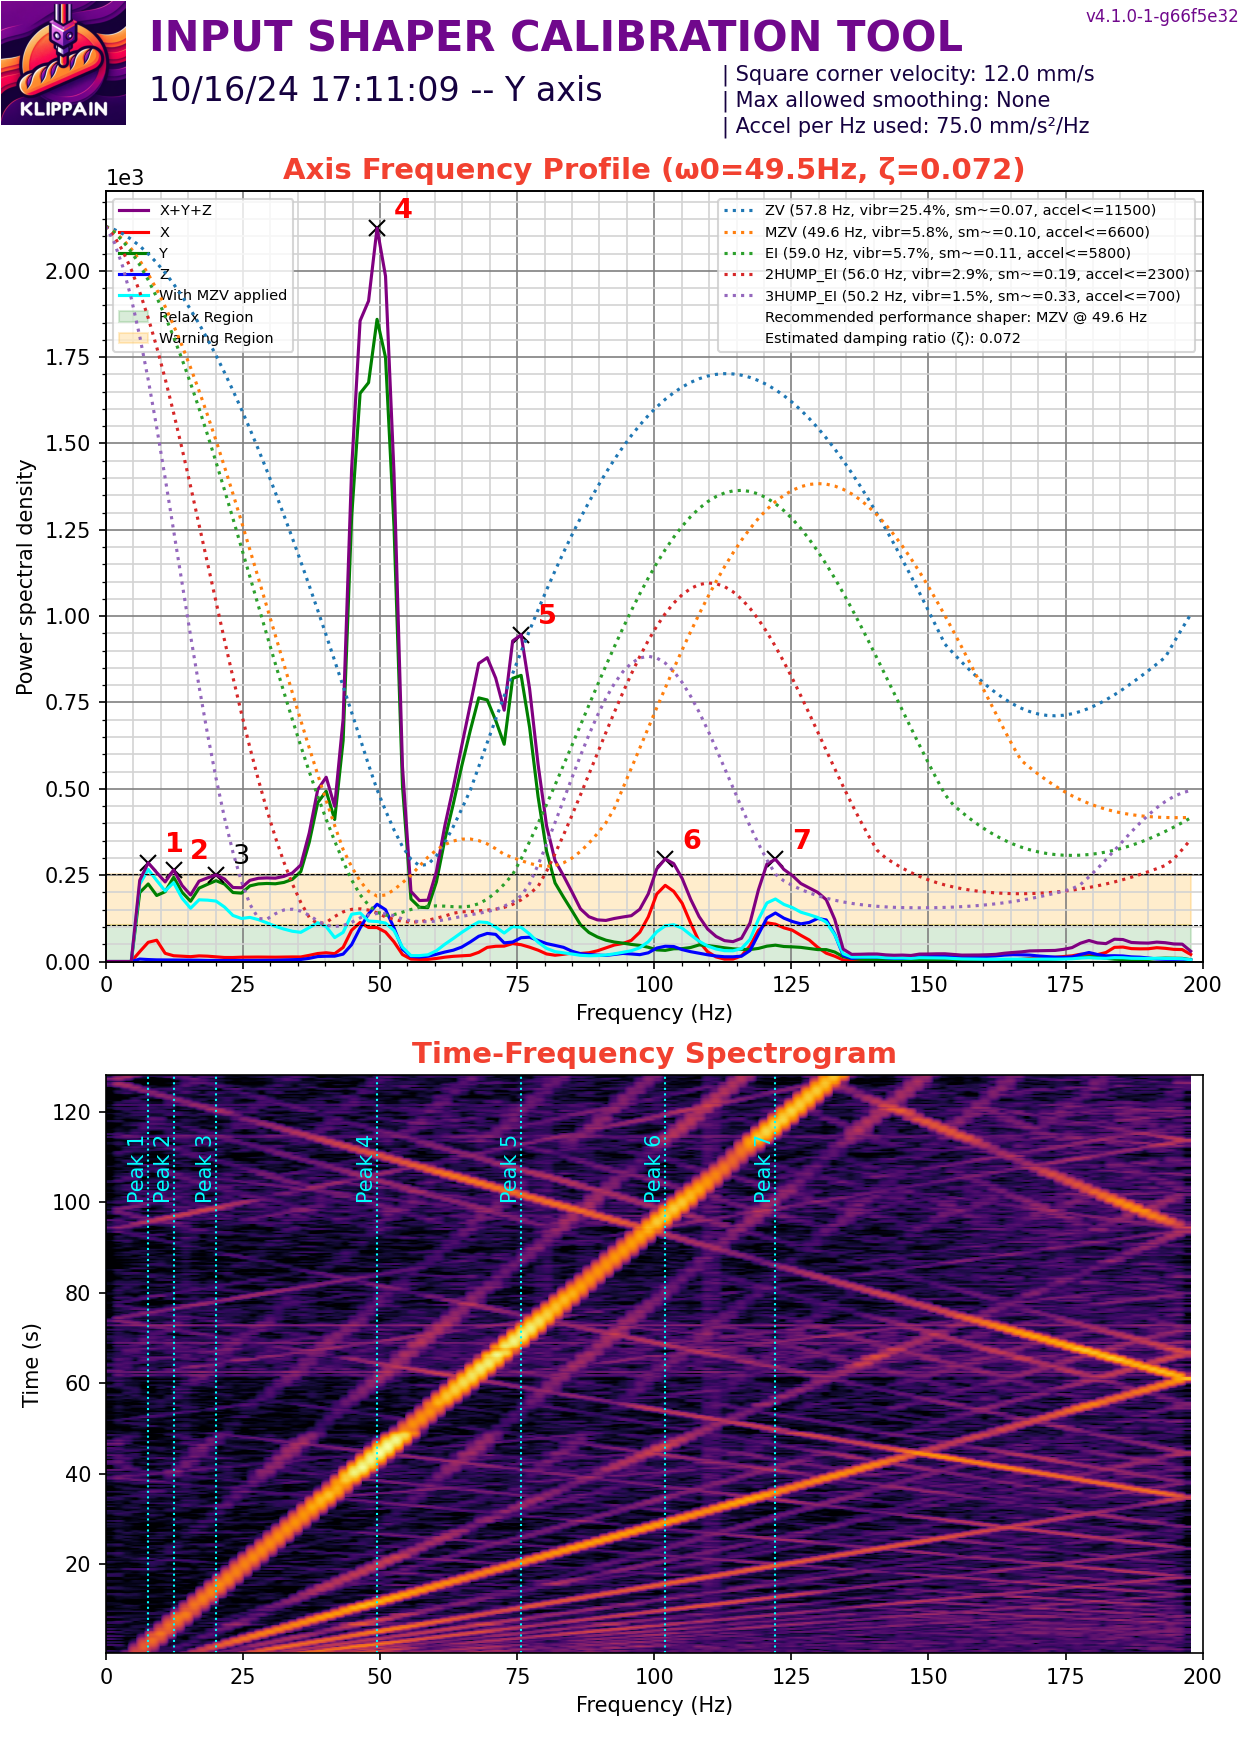 v4.1.0-1-g66f5e32
INPUT SHAPER CALIBRATION TOOL
10/16/24 17:11:09 -- Y axis
| Square corner velocity: 12.0 mm/s
| Max allowed smoothing: None
| Accel per Hz used: 75.0 mm/s²/Hz
KLIPPAIN
Axis Frequency Profile (ω0=49.5Hz, ζ=0.072)
1e3
X+Y+Z
X
Y
Z
With MZV applied
Relax Region
Warning Region
ZV (57.8 Hz, vibr=25.4%, sm~=0.07, accel<=11500)
MZV (49.6 Hz, vibr=5.8%, sm~=0.10, accel<=6600)
EI (59.0 Hz, vibr=5.7%, sm~=0.11, accel<=5800)
2HUMP_EI (56.0 Hz, vibr=2.9%, sm~=0.19, accel<=2300)
3HUMP_EI (50.2 Hz, vibr=1.5%, sm~=0.33, accel<=700)
Recommended performance shaper: MZV @ 49.6 Hz
Estimated damping ratio (ζ): 0.072
4
5
1
2
3
6
7
2.00
1.75
1.50
1.25
1.00
0.75
0.50
0.25
0.00
Power spectral density
0 25 50 75 100 125 150 175 200
Frequency (Hz)
Time-Frequency Spectrogram
Peak 1
Peak 2
Peak 3
Peak 4
Peak 5
Peak 6
Peak 7
120
100
80
60
40
20
Time (s)
0 25 50 75 100 125 150 175 200
Frequency (Hz)